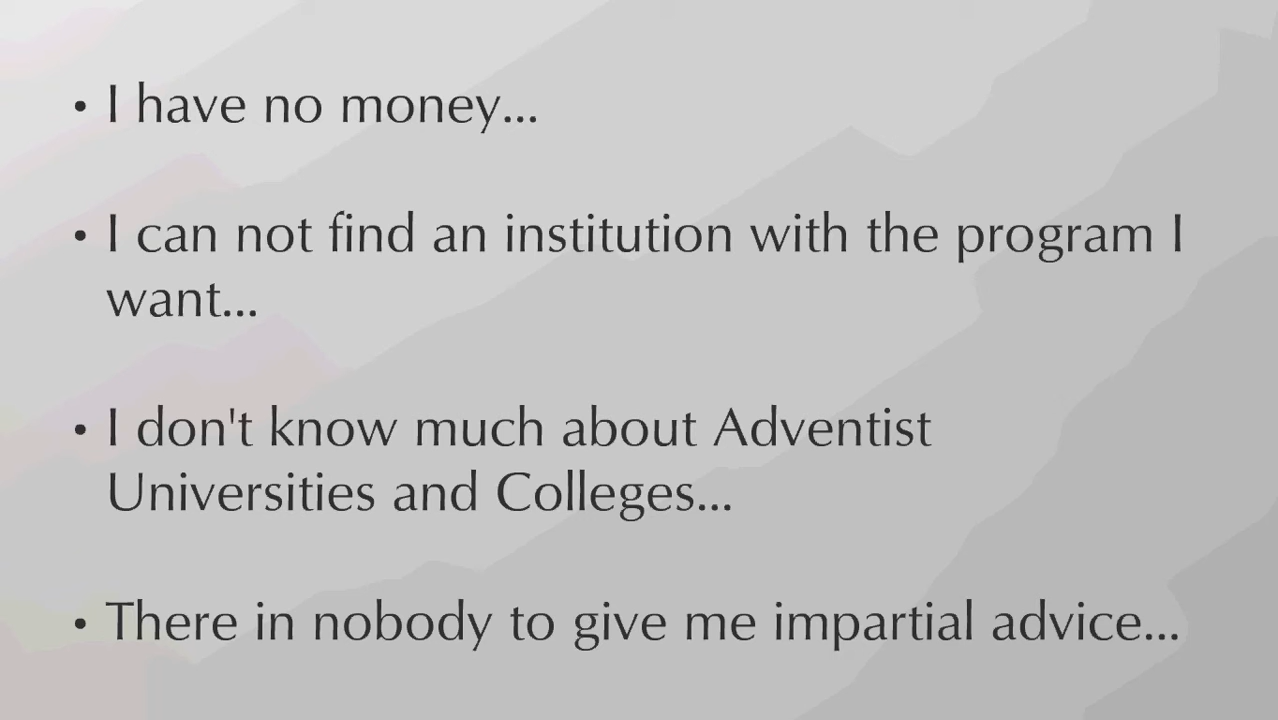 • I have no money...
• I can not find an institution with the program I
want...
• I don't know much about Adventist
Universities and Colleges...
• There in nobody to give me impartial advice...